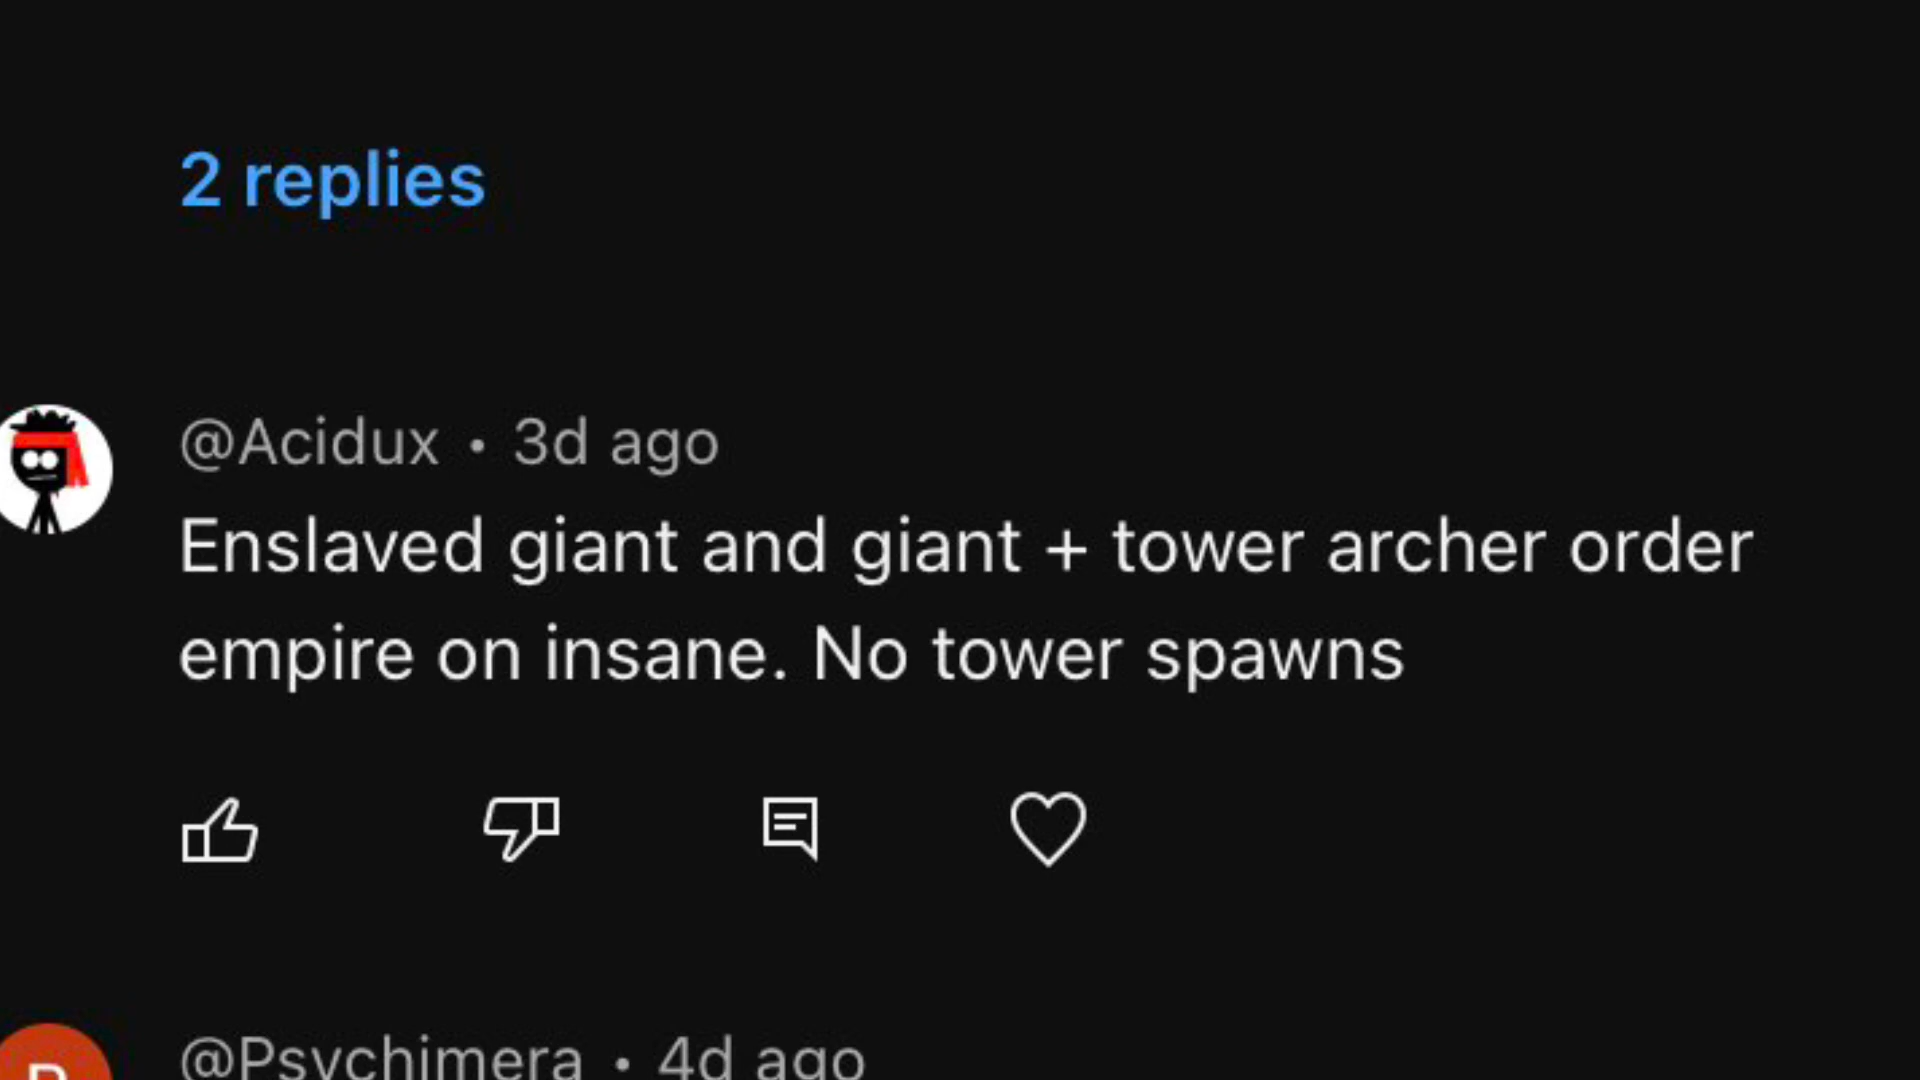 2 replies
@Acidux • 3d ago
Enslaved giant and giant + tower archer order
empire on insane. No tower spawns
@Psychimera • 4d ago